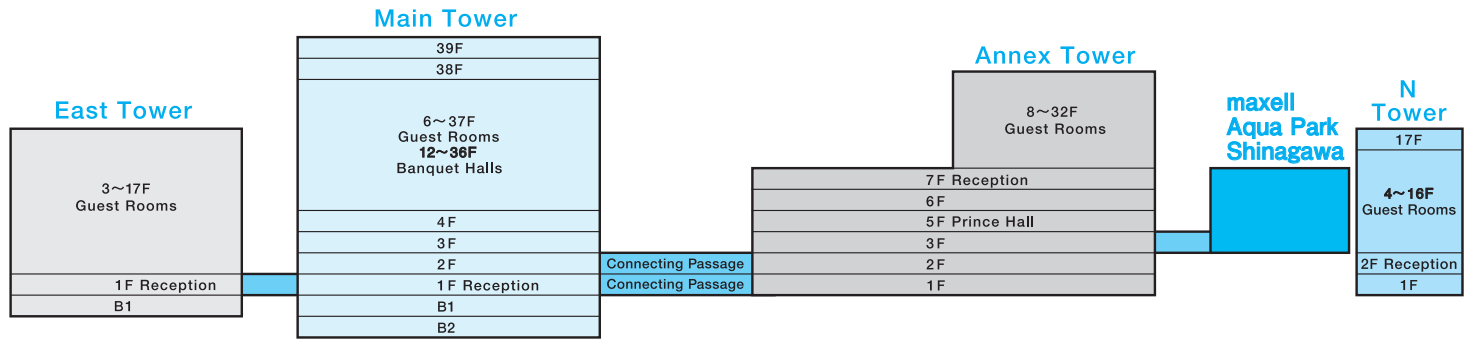 East Tower
3～17F
Guest Rooms
1F Reception
B1
Main Tower
39F
38F
6～37F
Guest Rooms
12～36F
Banquet Halls
4F
3F
2F
1F Reception
B1
B2
Connecting Passage
Connecting Passage
Annex Tower
8～32F
Guest Rooms
7F Reception
6F
5F Prince Hall
3F
2F
1F
maxell
Aqua Park
Shinagawa
N
Tower
17F
4～16F
Guest Rooms
2F Reception
1F